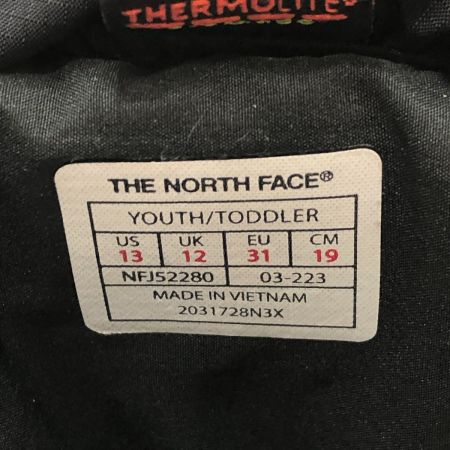 THERMOLITE®
THE NORTH FACE®
YOUTH/TODDLER
US UK EU CM
13 12 31 19
NFJ52280 03-223
MADE IN VIETNAM
2031728N3X